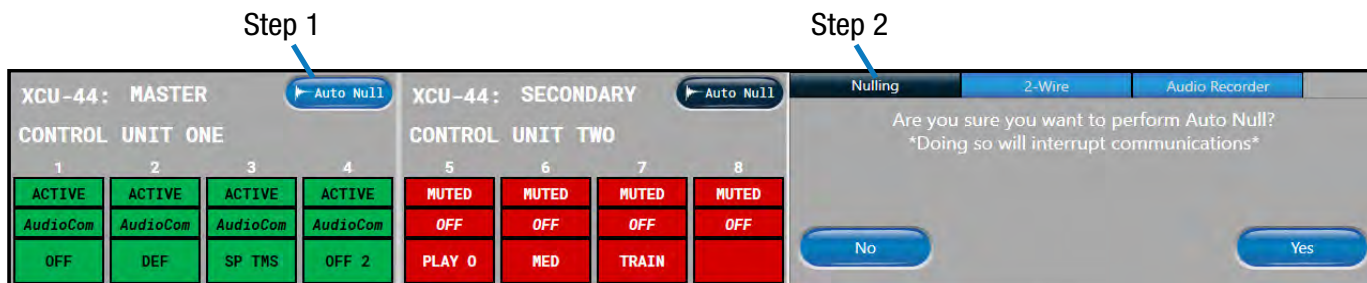 Step 1
Step 2
XCU-44: MASTER
Auto Null
CONTROL UNIT ONE
1 2 3 4
ACTIVE ACTIVE ACTIVE ACTIVE
AudioCom AudioCom AudioCom AudioCom
OFF DEF SP TMS OFF 2
XCU-44: SECONDARY
Auto Null
CONTROL UNIT TWO
5 6 7 8
MUTED MUTED MUTED MUTED
OFF OFF OFF OFF
PLAY O MED TRAIN
Nulling 2-Wire Audio Recorder
Are you sure you want to perform Auto Null?
*Doing so will interrupt communications*
No Yes